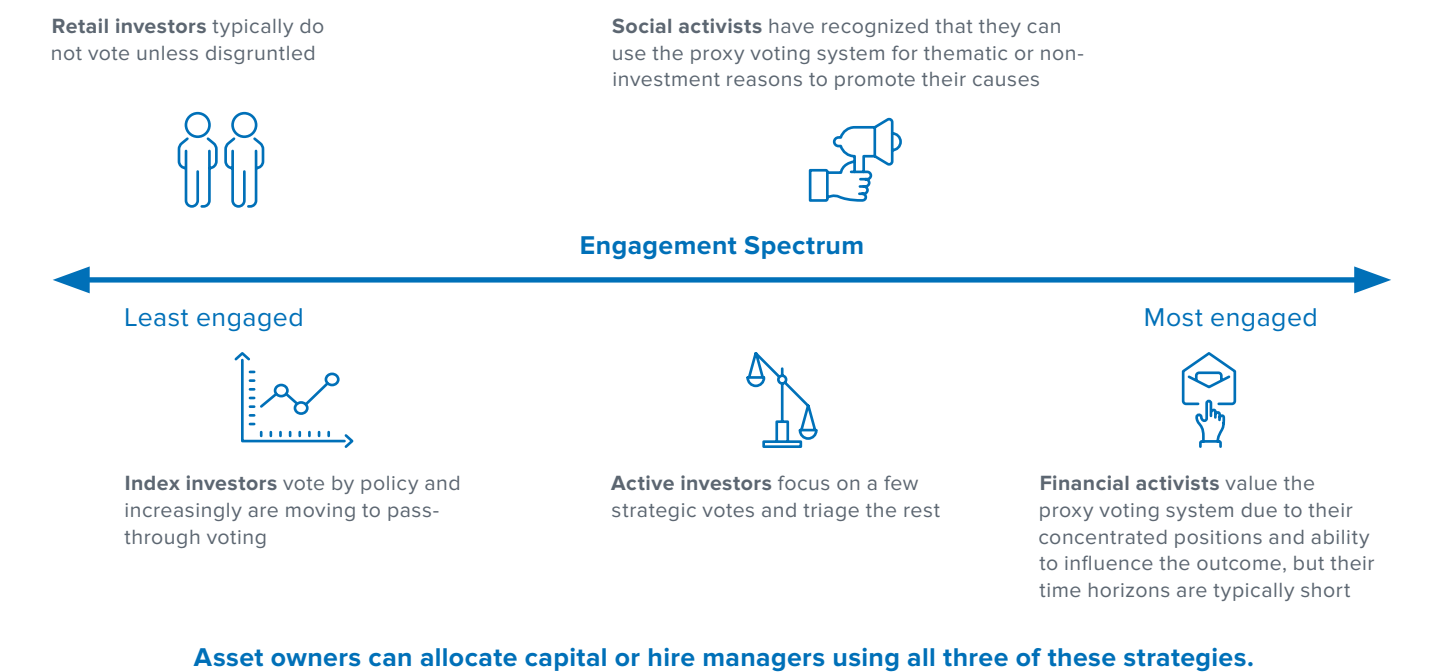 Retail investors typically do
not vote unless disgruntled
Social activists have recognized that they can
use the proxy voting system for thematic or non-
investment reasons to promote their causes
Engagement Spectrum
Least engaged
Most engaged
Index investors vote by policy and
increasingly are moving to pass-
through voting
Active investors focus on a few
strategic votes and triage the rest
Financial activists value the
proxy voting system due to their
concentrated positions and ability
to influence the outcome, but their
time horizons are typically short
Asset owners can allocate capital or hire managers using all three of these strategies.